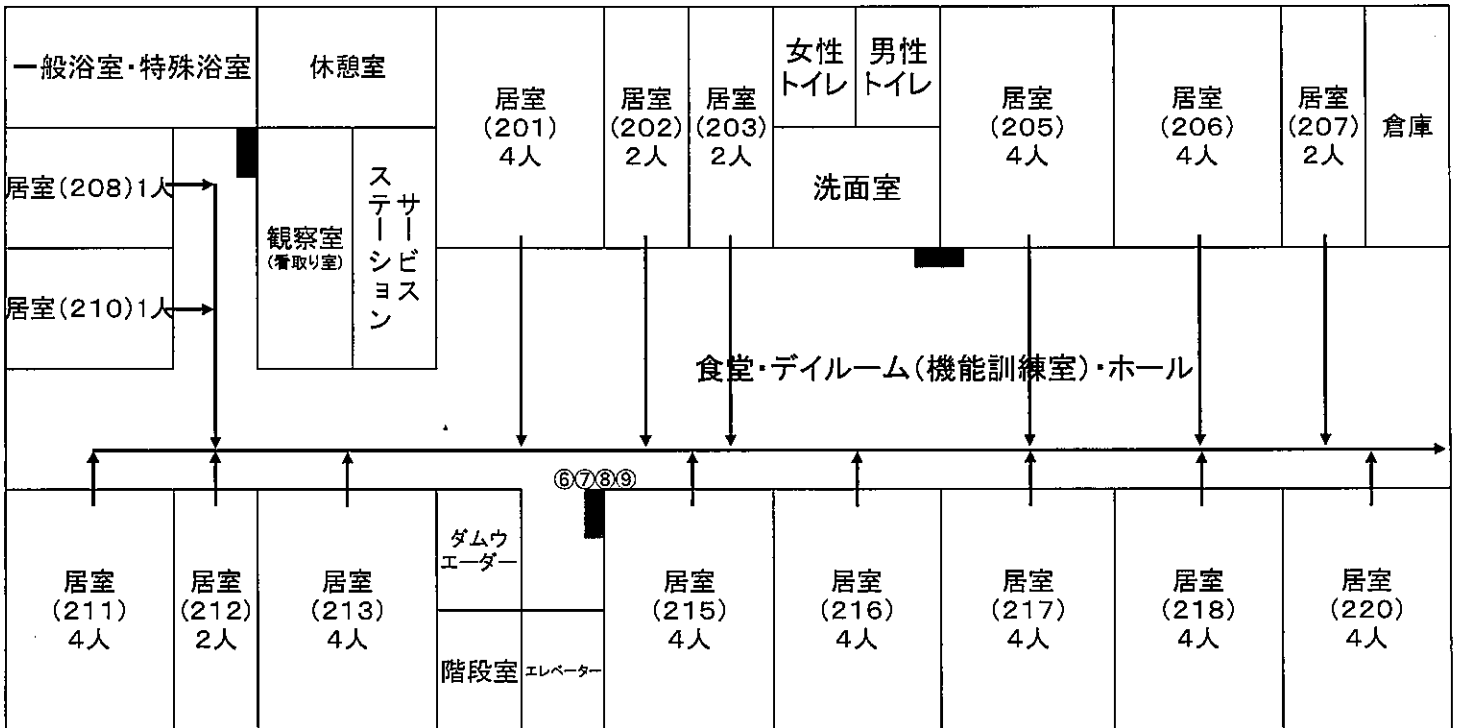 一般浴室・特殊浴室
休憩室
居室
(201)
4人
居室
(202)
2人
居室
(203)
2人
女性
トイレ
男性
トイレ
洗面室
居室
(205)
4人
居室
(206)
4人
居室
(207)
2人
倉庫
居室(208)1人
居室(210)1人
観察室
(看取り室)
サービス
ステーション
食堂・デイルーム(機能訓練室)・ホール
⑥⑦⑧⑨
居室
(211)
4人
居室
(212)
2人
居室
(213)
4人
ダムウ
エーダー
階段室
エレベーター
居室
(215)
4人
居室
(216)
4人
居室
(217)
4人
居室
(218)
4人
居室
(220)
4人